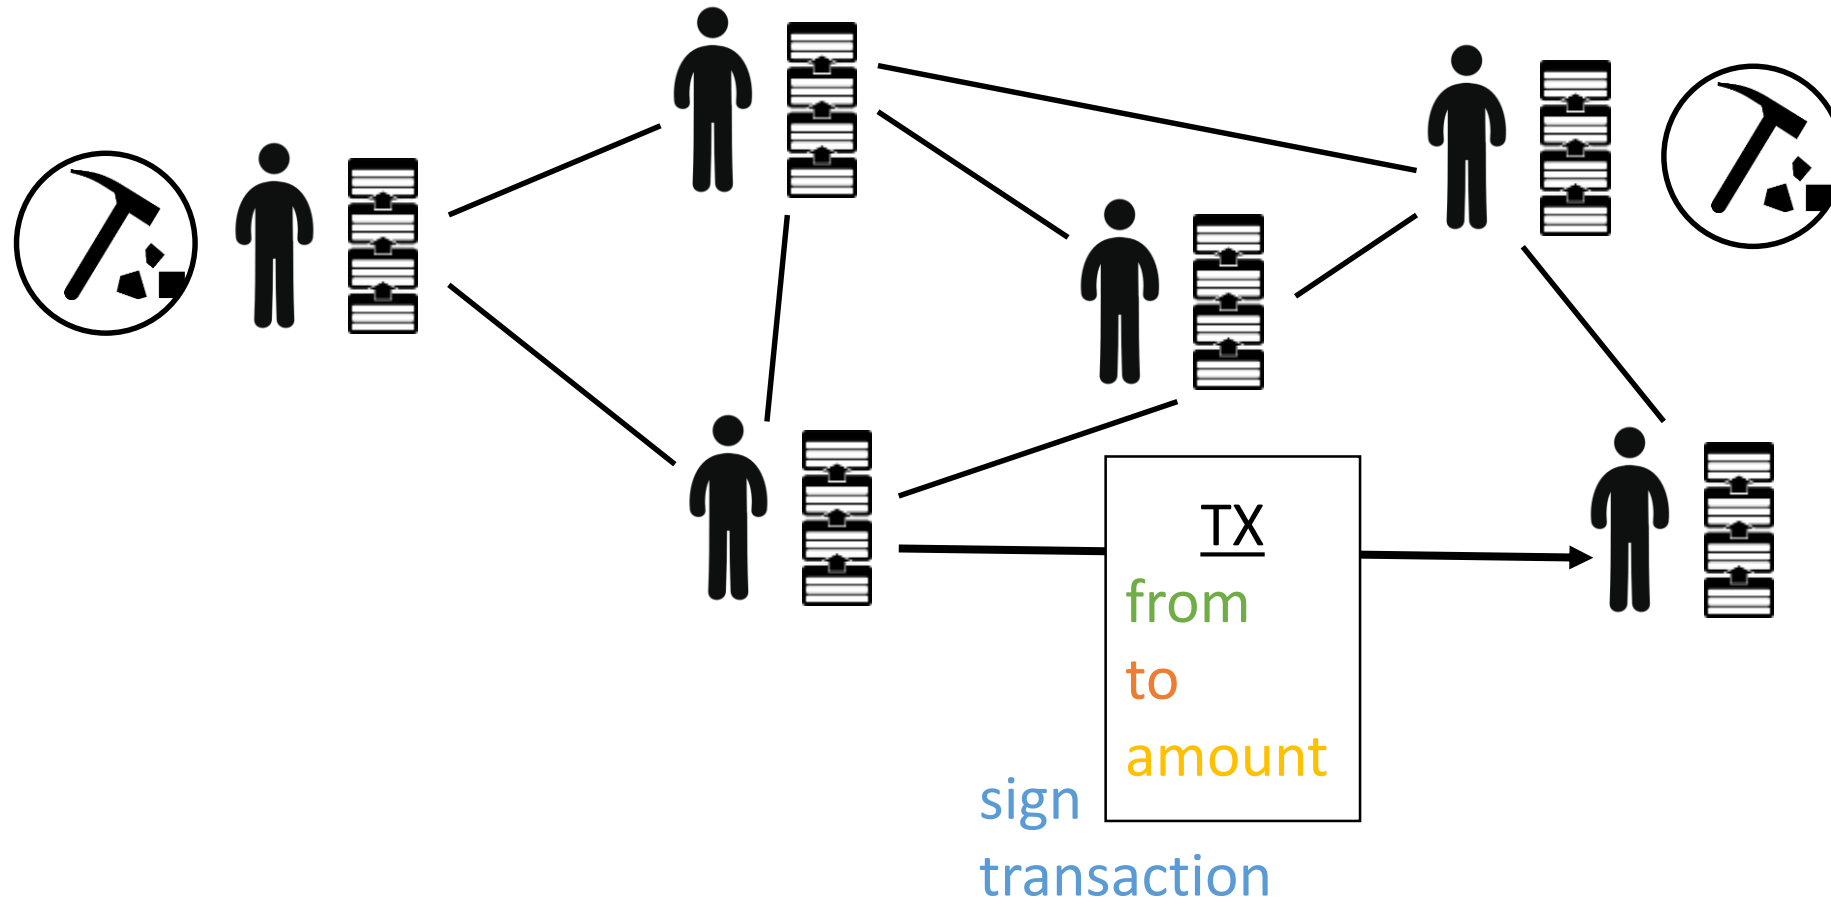 TX
from
to
amount
sign
transaction